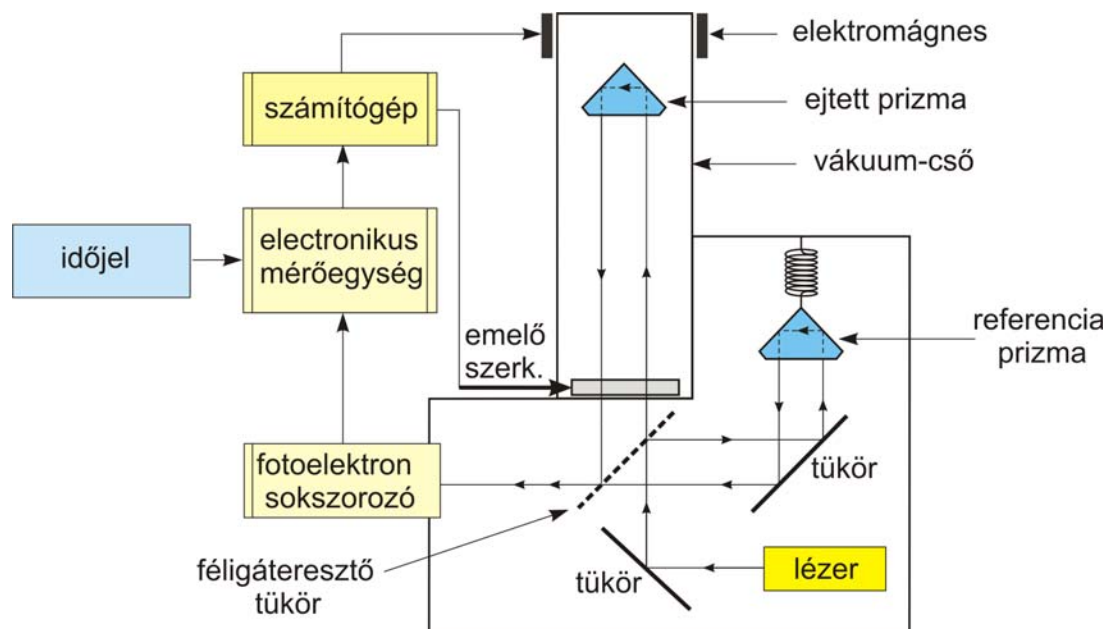 elektromágnes
számítógép
ejtett prizma
vákuum-cső
időjel
electronikus
mérőegység
emelő
szerk.
referencia
prizma
fotoelektron
sokszorozó
tükör
féligáteresztő
tükör
tükör
lézer